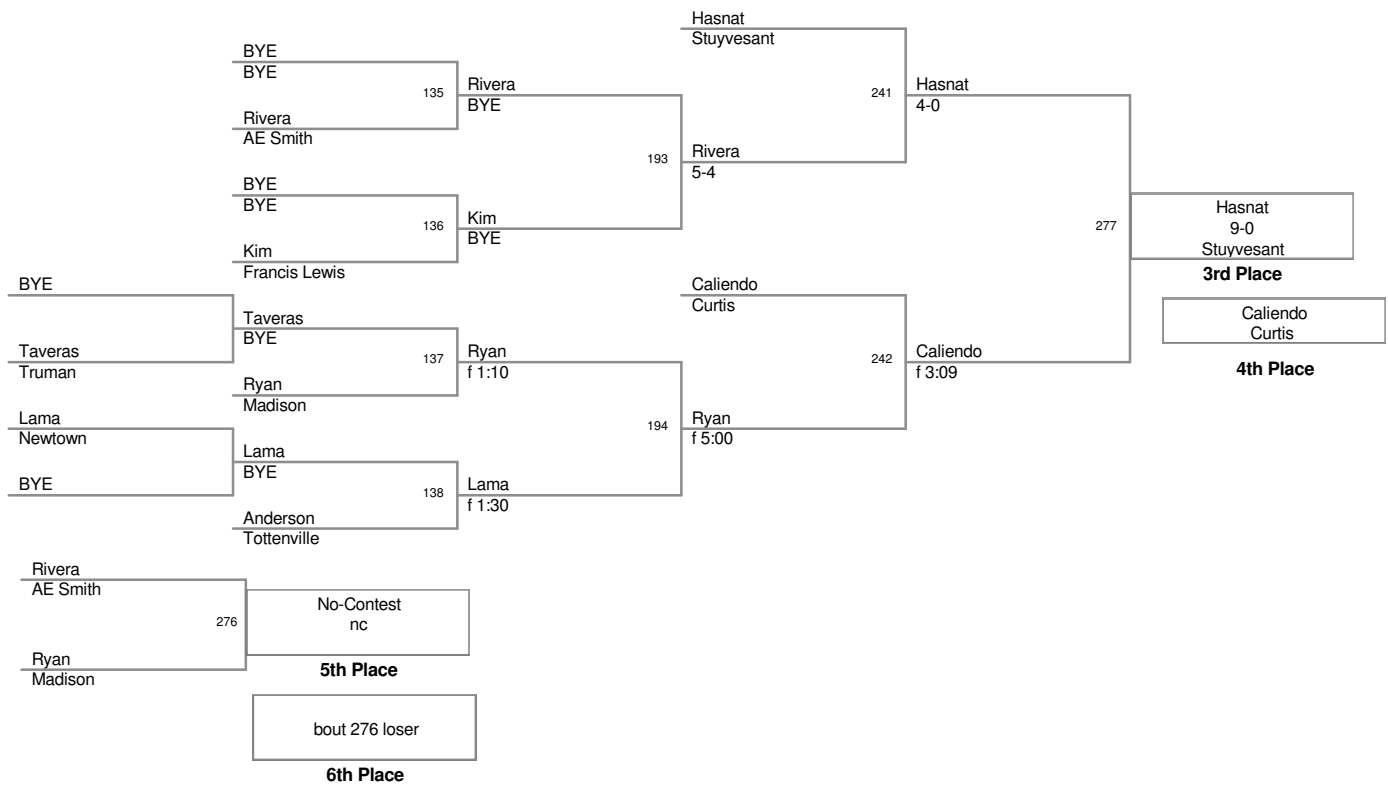 Hasnat
Stuyvesant
BYE
BYE
135
Rivera
BYE
Rivera
AE Smith
241
Hasnat
4-0
193
Rivera
5-4
BYE
BYE
136
Kim
BYE
Kim
Francis Lewis
277
Hasnat
9-0
Stuyvesant
3rd Place
Caliendo
Curtis
4th Place
BYE
Taveras
BYE
Taveras
Truman
137
Ryan
f 1:10
Ryan
Madison
Caliendo
Curtis
242
Caliendo
f 3:09
194
Ryan
f 5:00
Lama
Newtown
Lama
BYE
BYE
138
Lama
f 1:30
Anderson
Tottenville
Rivera
AE Smith
276
No-Contest
nc
5th Place
Ryan
Madison
bout 276 loser
6th Place